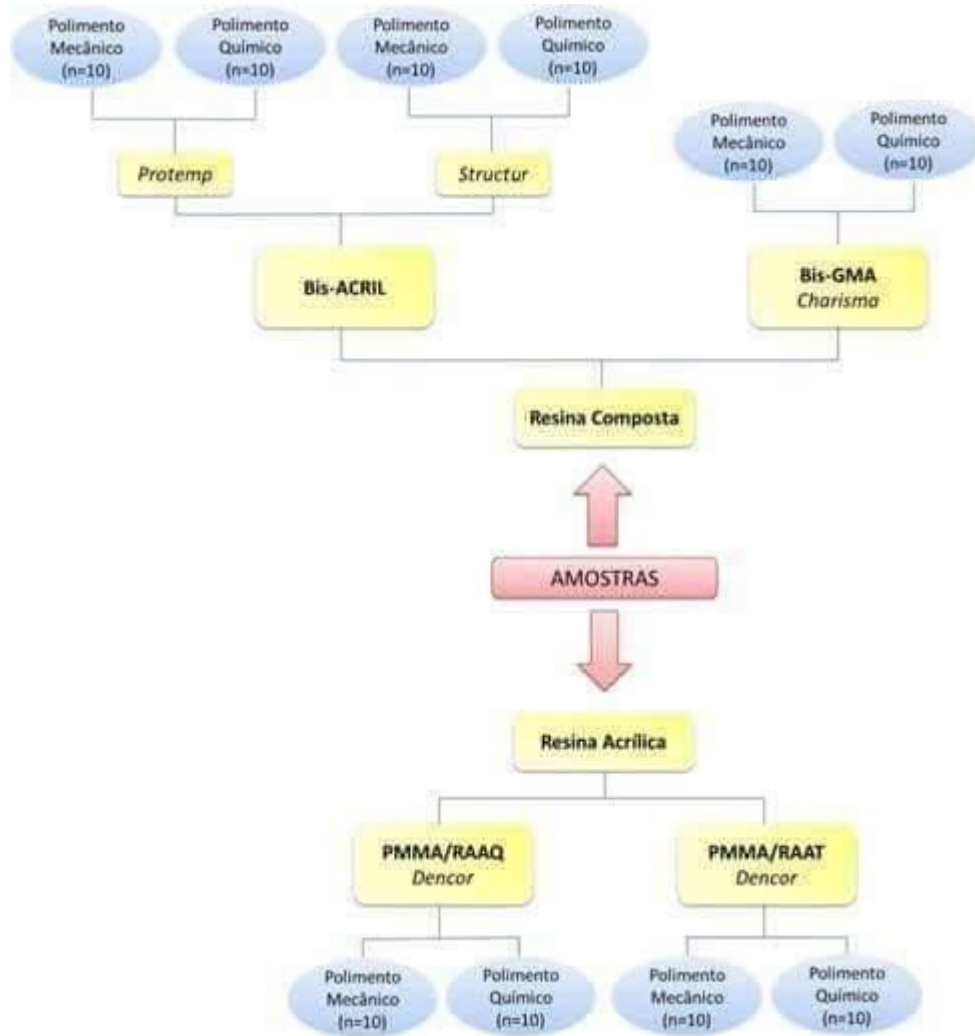 Polimento
Mecânico
(n=10)
Polimento
Químico
(n=10)
Polimento
Mecânico
(n=10)
Polimento
Químico
(n=10)
Polimento
Mecânico
(n=10)
Polimento
Químico
(n=10)
Protemp
Structur
Bis-ACRIL
Bis-GMA
Charisma
Resina Composta
AMOSTRAS
Resina Acrílica
PMMA/RAAQ
Dencor
PMMA/RAAT
Dencor
Polimento
Mecânico
(n=10)
Polimento
Químico
(n=10)
Polimento
Mecânico
(n=10)
Polimento
Químico
(n=10)